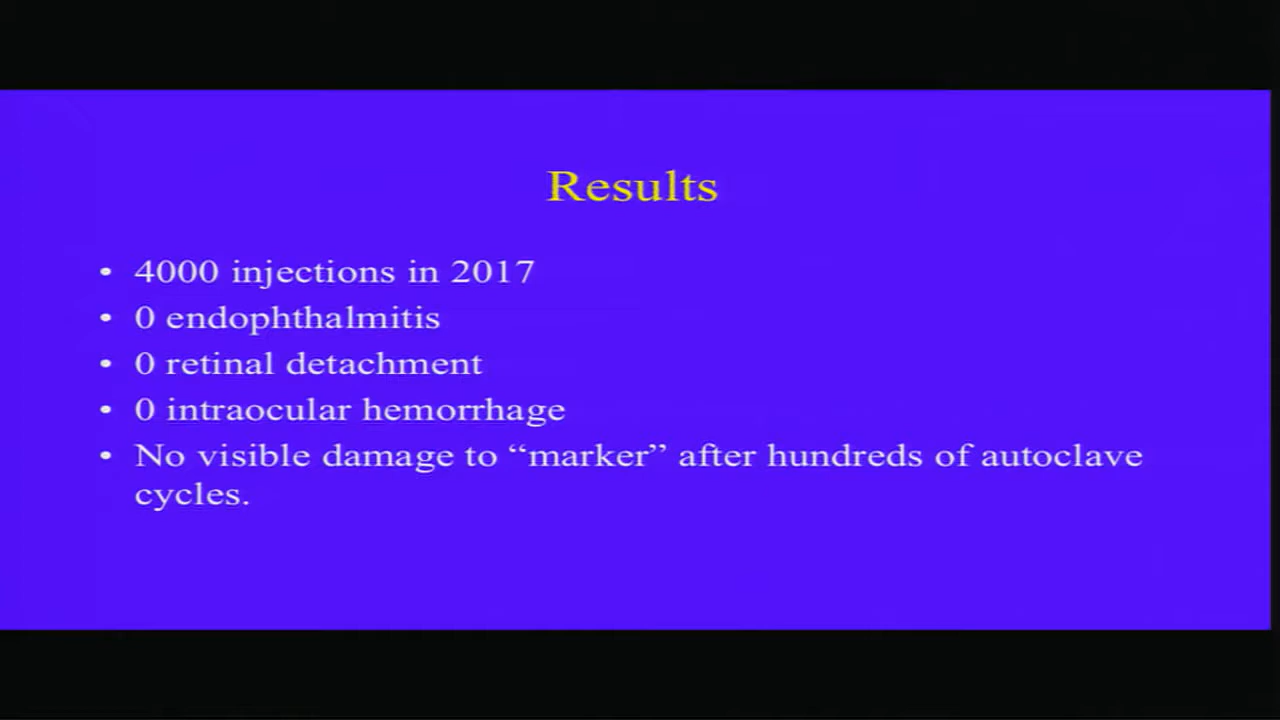 Results
• 4000 injections in 2017
• 0 endophthalmitis
• 0 retinal detachment
• 0 intraocular hemorrhage
• No visible damage to “marker” after hundreds of autoclave
cycles.